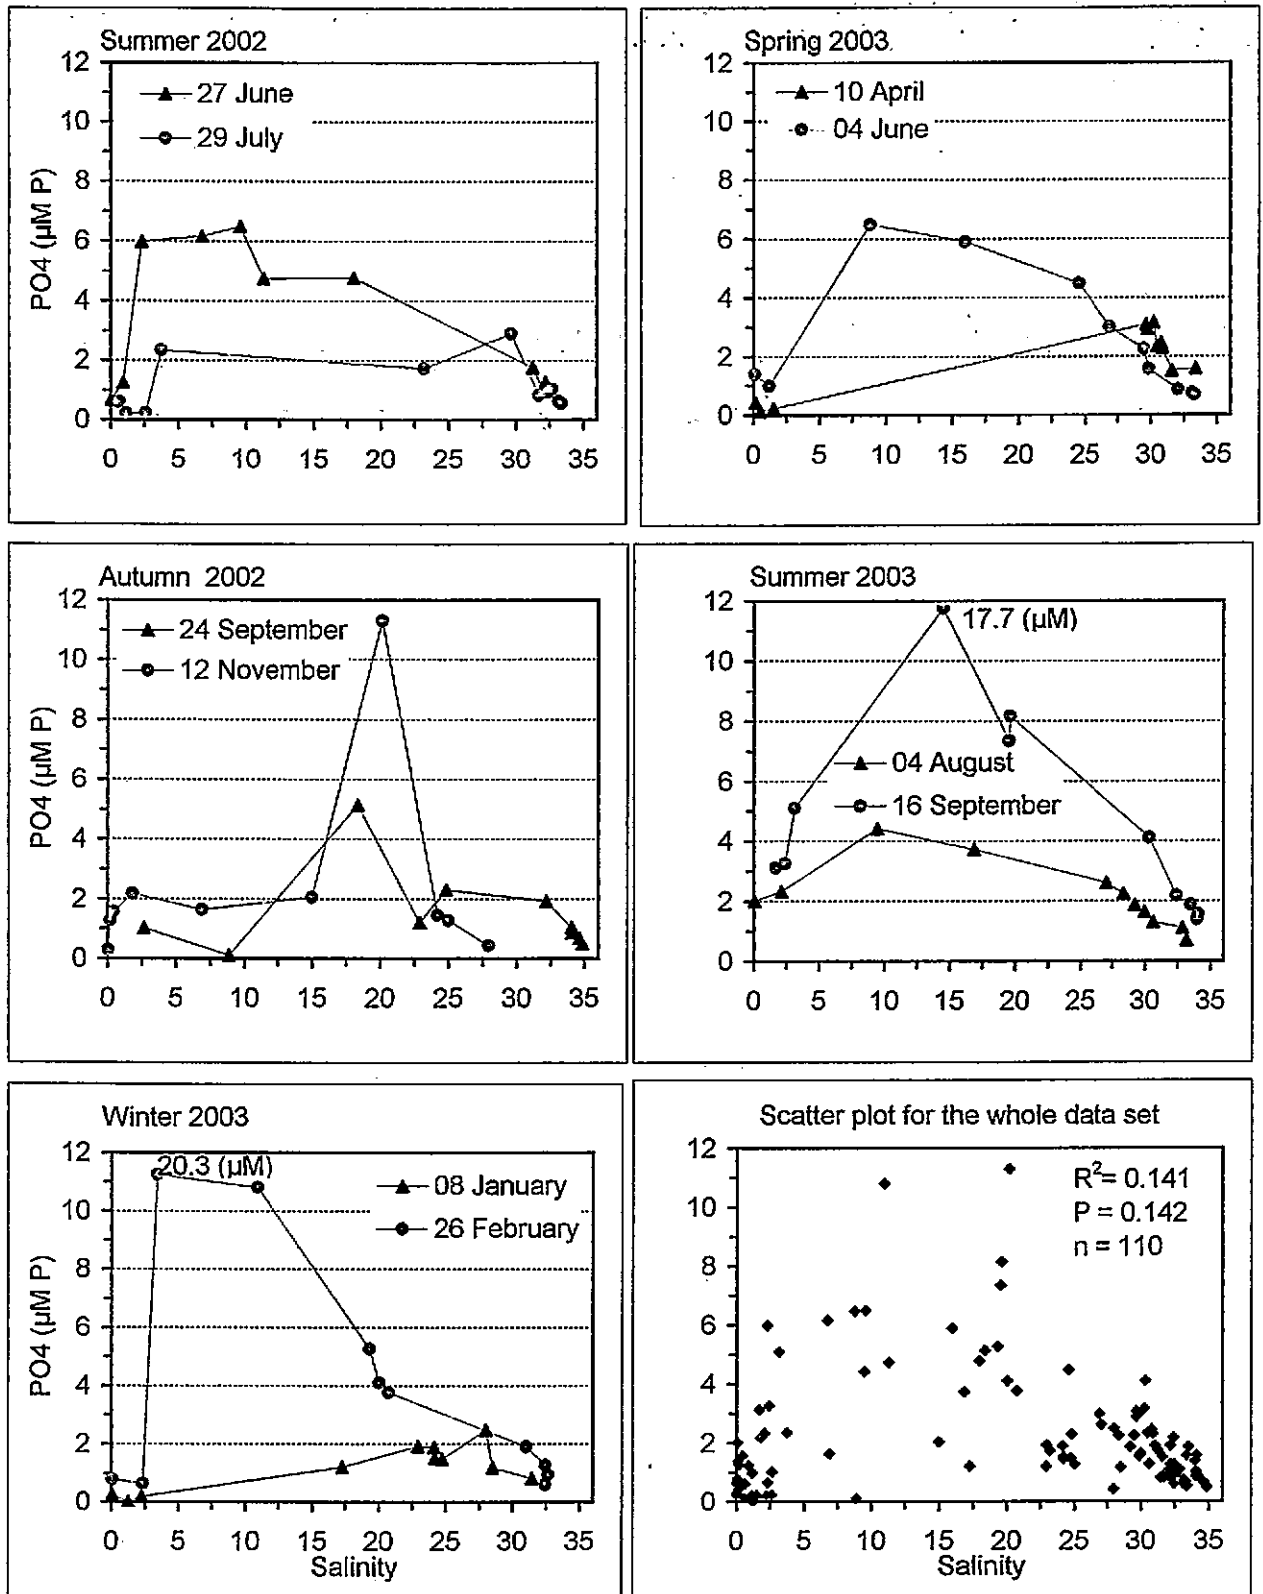 Summer 2002
12
10
8
6
4
2
0
PO4 (µM P)
27 June
29 July
0 5 10 15 20 25 30 35
Spring 2003
12
10
8
6
4
2
0
10 April
04 June
0 5 10 15 20 25 30 35
Autumn 2002
12
10
8
6
4
2
0
PO4 (µM P)
24 September
12 November
0 5 10 15 20 25 30 35
Summer 2003
12
10
8
6
4
2
0
17.7 (µM)
04 August
16 September
0 5 10 15 20 25 30 35
Winter 2003
12
10
8
6
4
2
0
PO4 (µM P)
20.3 (µM)
08 January
26 February
0 5 10 15 20 25 30 35
Salinity
Scatter plot for the whole data set
12
10
8
6
4
2
0
R²= 0.141
P = 0.142
n = 110
0 5 10 15 20 25 30 35
Salinity